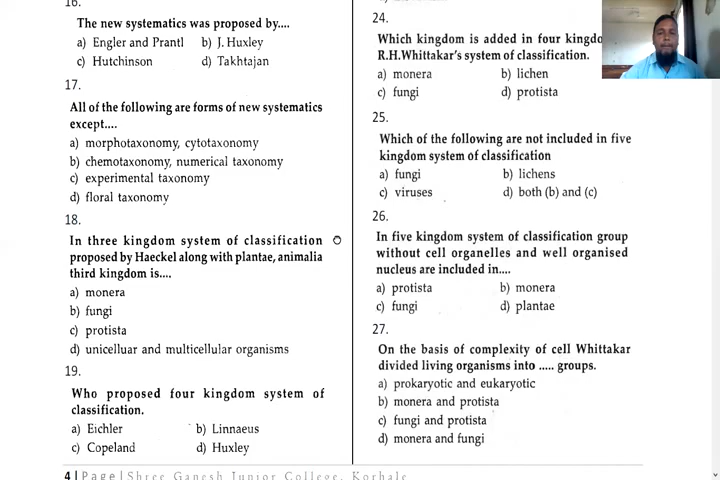 16.
The new systematics was proposed by....
a) Engler and Prantl b) J. Huxley
c) Hutchinson d) Takhtajan
17.
All of the following are forms of new systematics
except....
a) morphotaxonomy, cytotaxonomy
b) chemotaxonomy, numerical taxonomy
c) experimental taxonomy
d) floral taxonomy
18.
In three kingdom system of classification
proposed by Haeckel along with plantae, animalia
third kingdom is....
a) monera
b) fungi
c) protista
d) unicelluar and multicellular organisms
19.
Who proposed four kingdom system of
classification.
a) Eichler b) Linnaeus
c) Copeland d) Huxley
24.
Which kingdom is added in four
R.H.Whittakar's system of classification.
a) monera b) lichen
c) fungi d) protista
25.
Which of the following are not included in five
kingdom system of classification
a) fungi b) lichens
c) viruses d) both (b) and (c)
26.
In five kingdom system of classification group
without cell organelles and well organised
nucleus are included in....
a) protista b) monera
c) fungi d) plantae
27.
On the basis of complexity of cell Whittakar
divided living organisms into ..... groups.
a) prokaryotic and eukaryotic
b) monera and protista
c) fungi and protista
d) monera and fungi
4 | Page | Shree Ganesh Junior College, Korhale